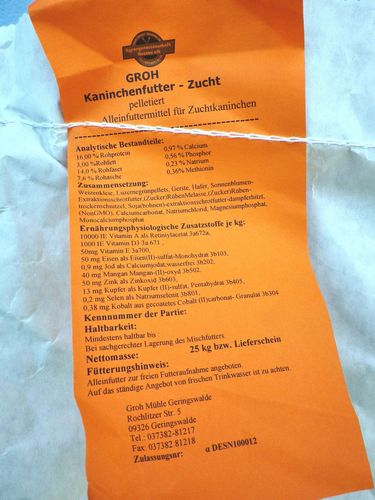 Agrargenossenschaft
GROH
Kaninchenfutter - Zucht
pelletiert
Alleinfuttermittel für Zuchtkaninchen
Analytische Bestandteile:
16,00 % Rohprotein 0,97 % Calcium
3,00 %Rohfett 0,56 % Phosphor
14,0 % Rohfaser 0,23 % Natrium
7,6 % Rohasche 0,36% Methionin
Zusammensetzung:
Weizenkleie, Luzernegrünpellets, Gerste, Hafer, Sonnenblumen-
Extraktionsschrotfutter,(Zucker)RübenMelasse,(Zucker)Rüben-
trockenschnitzel, Soja(bohnen)-extraktionsschrot-futter-dampferhitzt,
(NonGMO), Calciumcarbonat, Natriumchlorid, Magnesiumphosphat,
Monocalciumphosphat
Ernährungsphysiologische Zusatzstoffe je kg:
10000 IE Vitamin A als Retinylacetat 3a672a,
1000 IE Vitamin D3 3a 671 ,
50mg Vitamin E 3a700,
50 mg Eisen als Eisen(II)-sulfat-Monohydrat 3b103,
0,9 mg Jod als Calciumjodat,wasserfrei 3b202,
40 mg Mangan Mangan-(II)-oxyd 3b502,
50 mg Zink als Zinkoxid 3b603,
13 mg Kupfer als Kupfer (II)-sulfat, Pentahydrat 3b405,
0,2 mg Selen als Natriumselenit 3b801,
0,38 mg Kobalt aus gecoatetes Cobalt (II)carbonat- Granulat 3b304
Kennnummer der Partie:
Haltbarkeit:
Mindestens haltbar bis :
Bei sachgerechter Lagerung des Mischfutters
Nettomasse: 25 kg bzw. Lieferschein
Fütterungshinweis:
Alleinfutter zur freien Futteraufnahme angeboten.
Auf das ständige Angebot von frischen Trinkwasser ist zu achten.
Groh Mühle Geringswalde
Rochlitzer Str. 5
09326 Geringswalde
Tel.: 037382-81217
Fax: 037382 81218
Zulassungsnr: α DESN100012